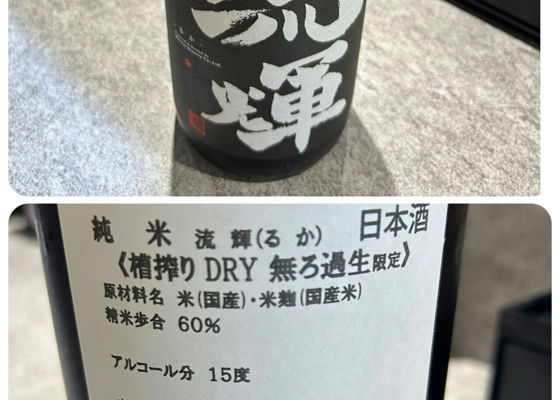 流
輝
純 米 流 輝(る か) 日本酒
《槽搾り DRY 無ろ過生限定》
原材料名 米(国産)・米麹(国産米)
精米歩合 60%
アルコール分 15度